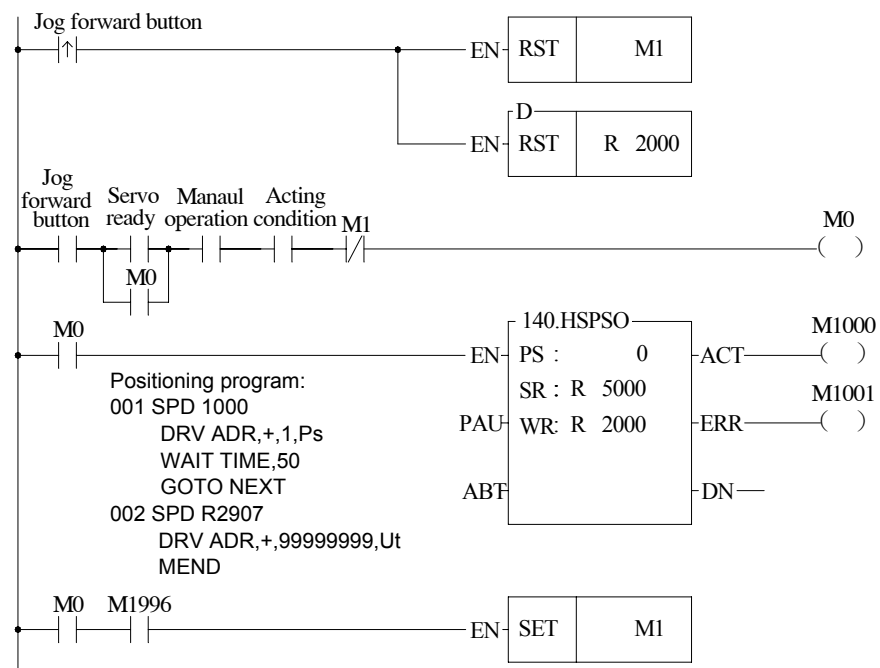 Jog forward button
EN RST M1
D
EN RST R 2000
Jog forward button
Servo ready
Manaul operation
Acting condition
M1
M0
M0
M0
140.HSPSO
M1000
EN PS : 0 ACT
SR : R 5000
M1001
PAU WR: R 2000 ERR
ABT DN
Positioning program:
001 SPD 1000
DRV ADR,+,1,Ps
WAIT TIME,50
GOTO NEXT
002 SPD R2907
DRV ADR,+,99999999,Ut
MEND
M0 M1996
EN SET M1